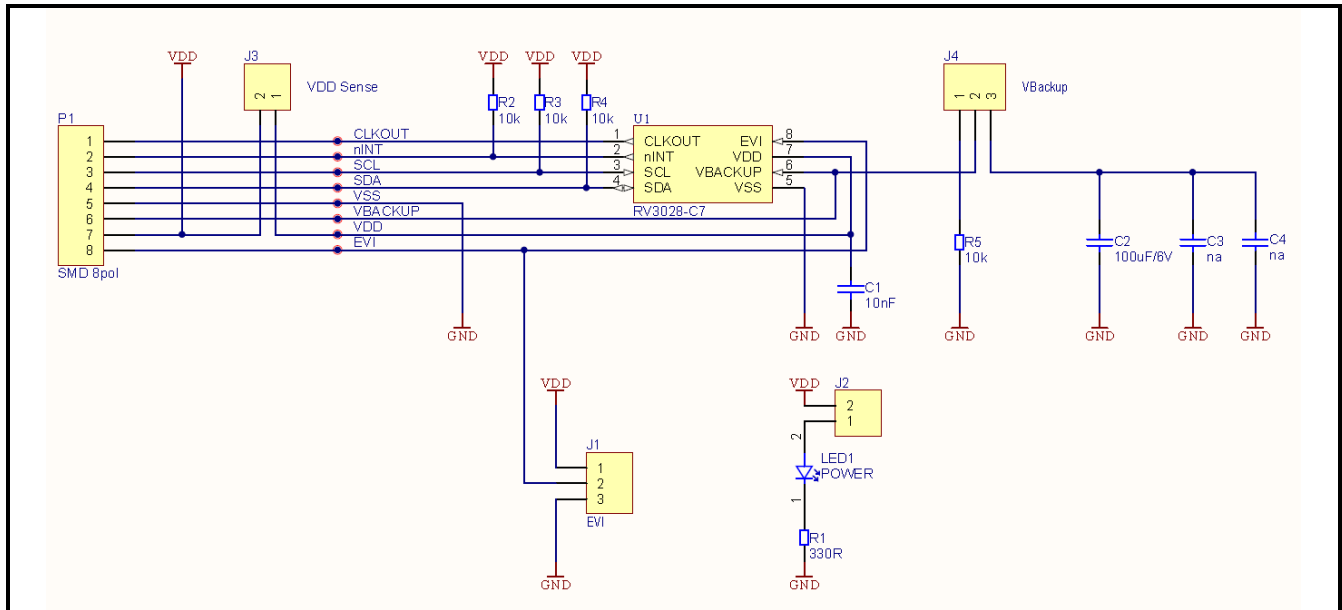 VDD
J3
2
1
VDD Sense
VDD
VDD
VDD
R2
10k
R3
10k
R4
10k
J4
1
2
3
VBackup
P1
1
2
3
4
5
6
7
8
SMD 8pol
CLKOUT
nINT
SCL
SDA
VSS
VBACKUP
VDD
EVI
U1
1
2
3
4
CLKOUT
nINT
SCL
SDA
EVI
VDD
VBACKUP
VSS
8
7
6
5
RV3028-C7
R5
10k
C2
100uF/6V
C3
na
C4
na
C1
10nF
GND
GND
GND
GND
GND
GND
GND
VDD
J1
1
2
3
EVI
GND
VDD
J2
2
1
2
LED1
POWER
1
R1
330R
GND